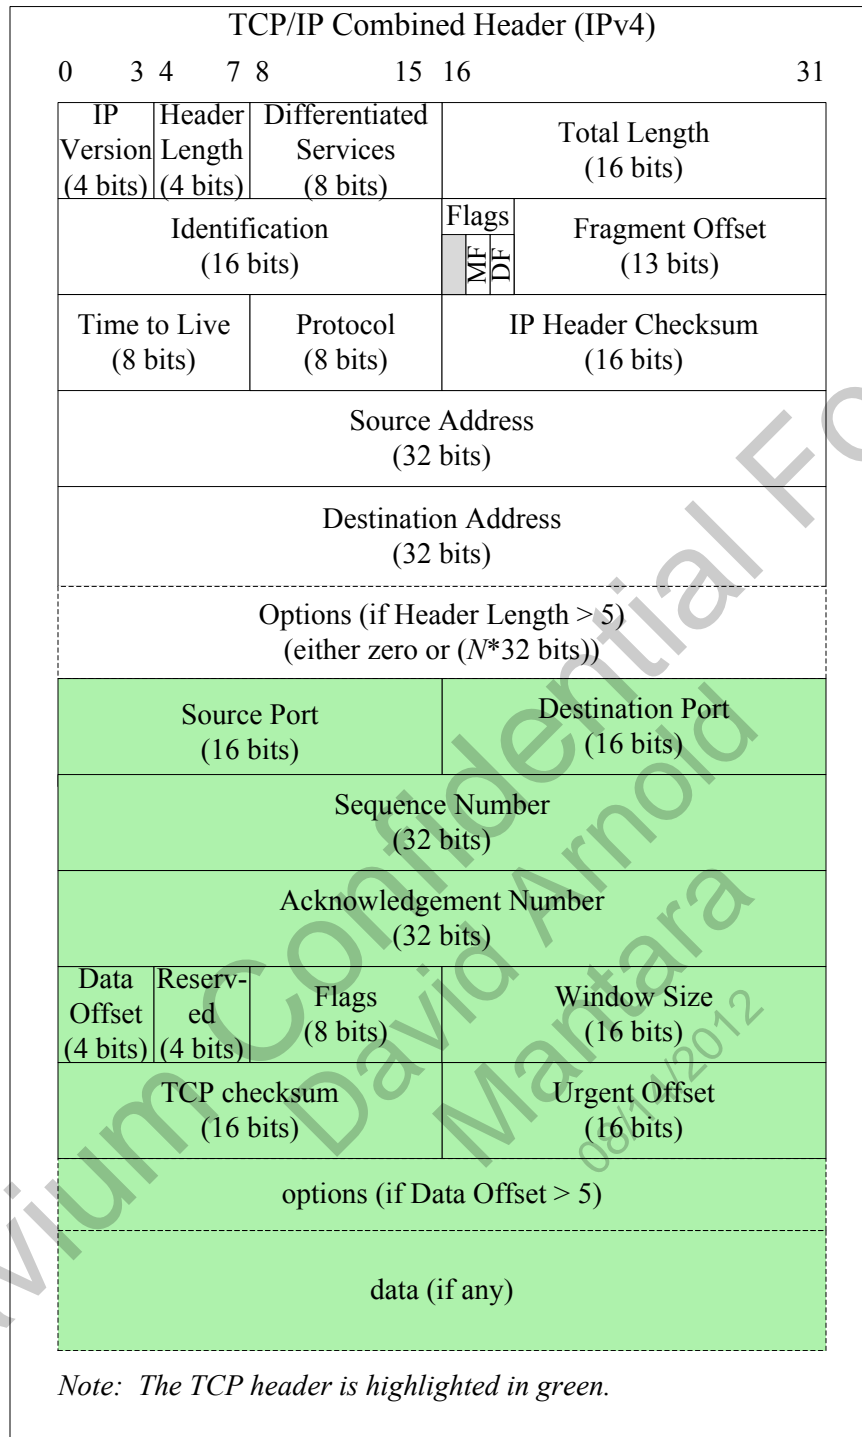 TCP/IP Combined Header (IPv4)
0 3 4 7 8 15 16 31
IP Version (4 bits)
Header Length (4 bits)
Differentiated Services (8 bits)
Total Length
(16 bits)
Identification
(16 bits)
Flags
MF
DF
Fragment Offset
(13 bits)
Time to Live
(8 bits)
Protocol
(8 bits)
IP Header Checksum
(16 bits)
Source Address
(32 bits)
Destination Address
(32 bits)
Options (if Header Length > 5)
(either zero or (N*32 bits))
Source Port
(16 bits)
Destination Port
(16 bits)
Sequence Number
(32 bits)
Acknowledgement Number
(32 bits)
Data
Offset
(4 bits)
Reserv-
ed
(4 bits)
Flags
(8 bits)
Window Size
(16 bits)
TCP checksum
(16 bits)
Urgent Offset
(16 bits)
options (if Data Offset > 5)
data (if any)
Note: The TCP header is highlighted in green.
Confidential
David Arnold
Mantara